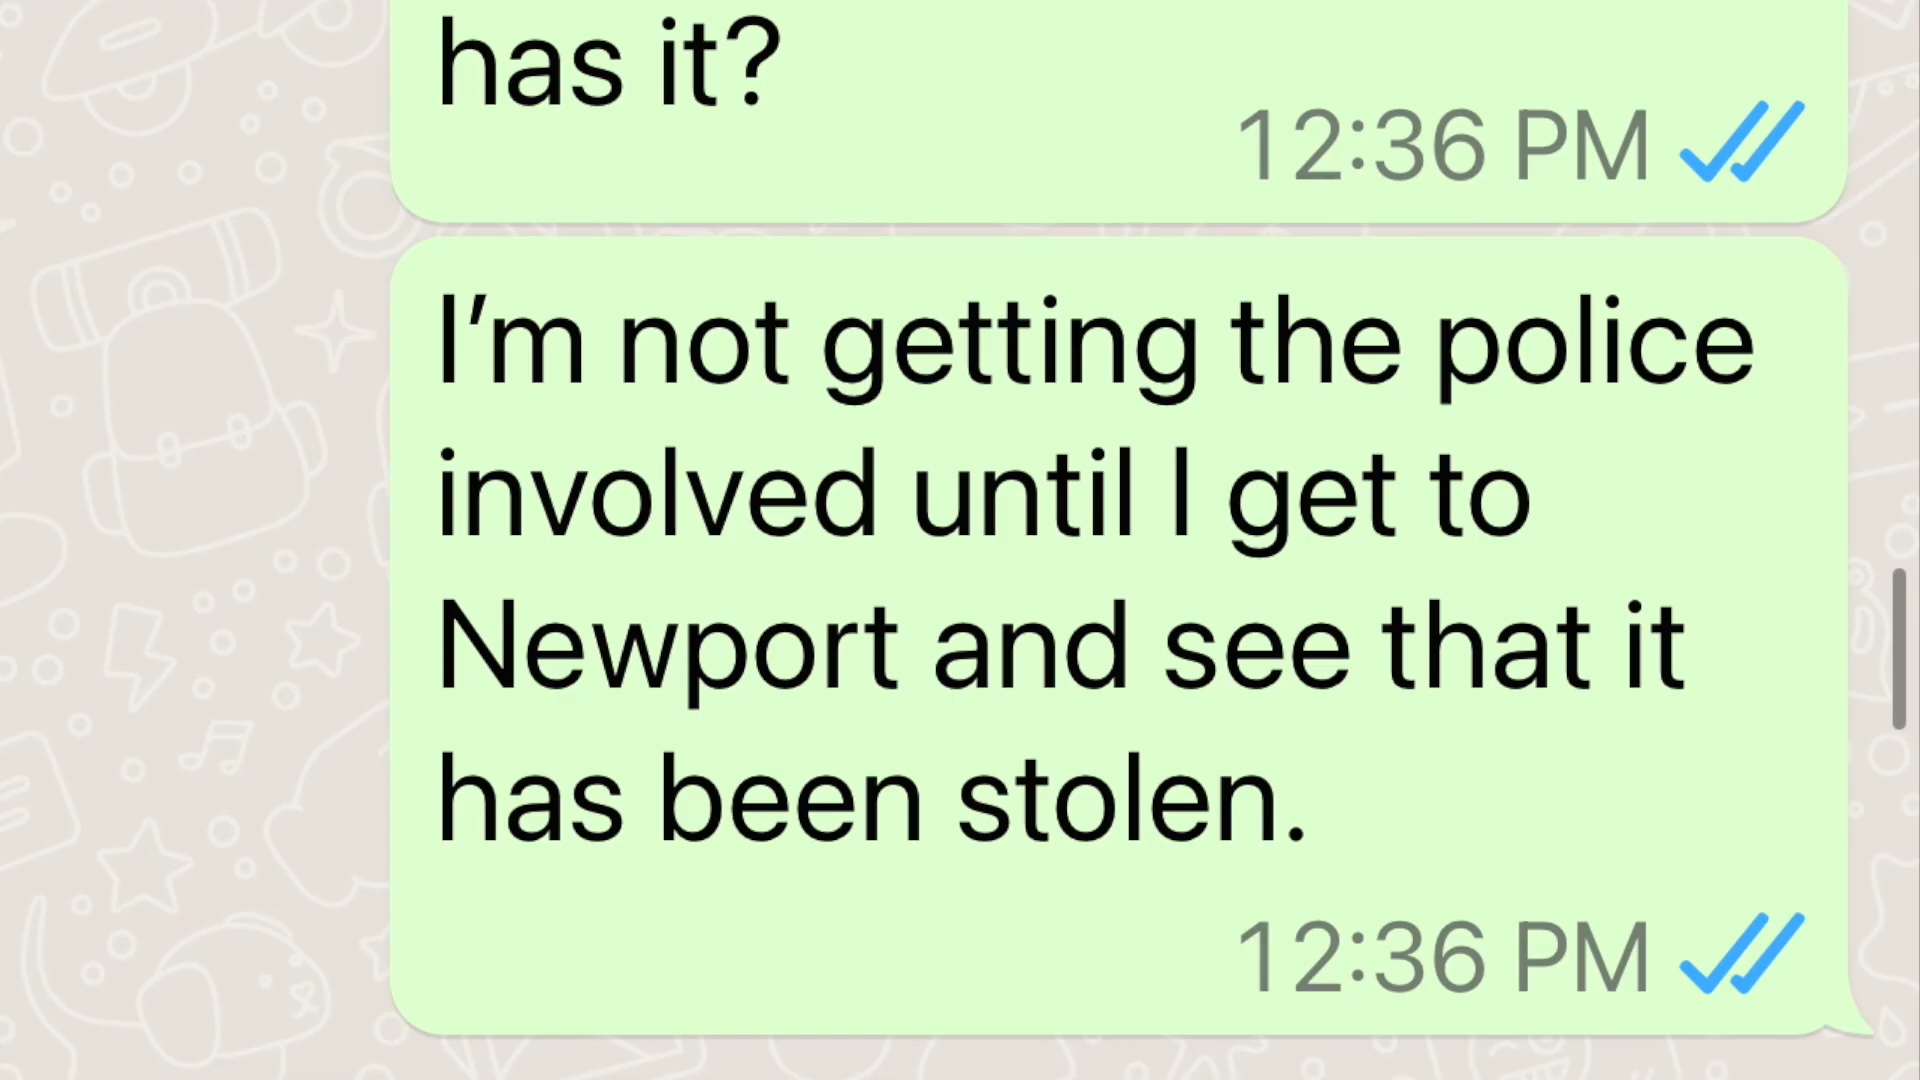 has it?
12:36 PM
I’m not getting the police
involved until I get to
Newport and see that it
has been stolen.
12:36 PM